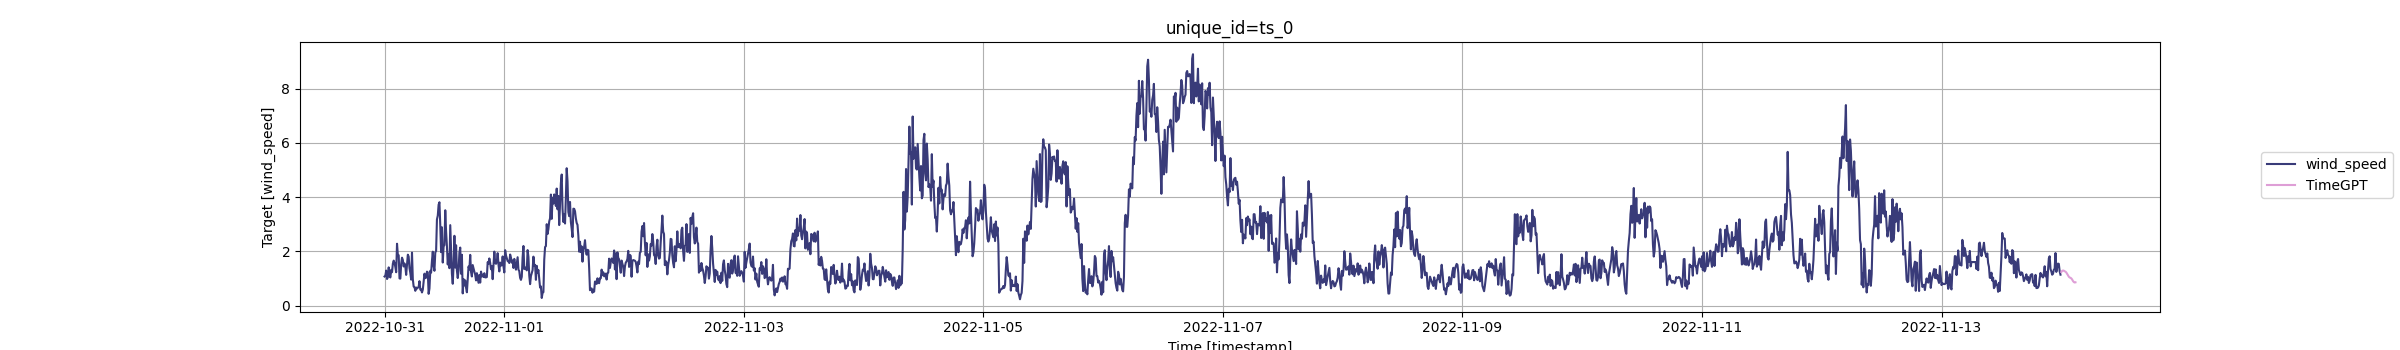 unique_id=ts_0
Target [wind_speed]
8
6
4
2
0
2022-10-31
2022-11-01
2022-11-03
2022-11-05
2022-11-07
2022-11-09
2022-11-11
2022-11-13
Time [timestamp]
wind_speed
TimeGPT